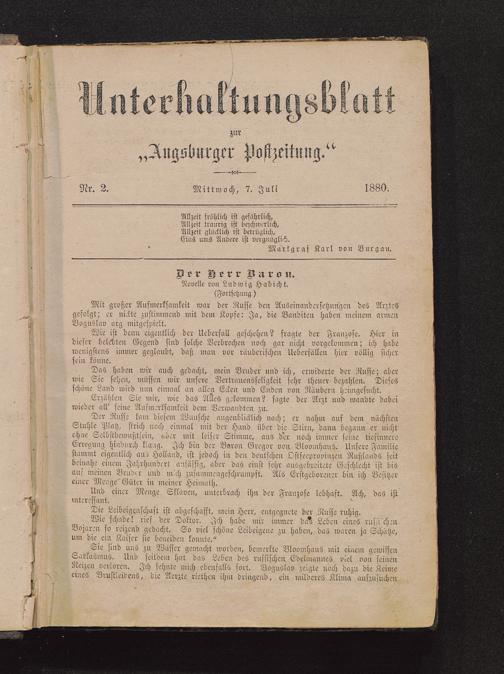 Unterhaltungsblatt
zur
„Augsburger Postzeitung.“
Nr. 2.
Mittwoch, 7. Juli
1880.
Allzeit fröhlich ist gefährlich,
Allzeit traurig ist beschwerlich,
Allzeit glücklich ist betrüglich,
Eins ums Andere ist vergnüglich.
Markgraf Karl von Burgau.
Der Herr Baron.
Novelle von Ludwig Habicht.
(Fortsetzung.)
Mit großer Aufmerksamkeit war der Russe den Auseinandersetzungen des Arztes
gefolgt; er nickte zustimmend mit dem Kopfe: Ja, die Banditen haben meinem armen
Boguslav arg mitgespielt.
Wie ist denn eigentlich der Ueberfall geschehen? fragte der Franzose. Hier in
dieser belebten Gegend sind solche Verbrechen noch gar nicht vorgekommen; ich habe
wenigstens immer geglaubt, daß man vor räuberischen Ueberfällen hier völlig sicher
sein könne.
Das haben wir auch gedacht, mein Bruder und ich, erwiderte der Russe; aber
wie Sie sehen, müssen wir unsere Vertrauensseligkeit sehr theuer bezahlen. Dieses
schöne Land wird nun einmal an allen Ecken und Enden von Räubern heimgesucht.
Erzählen Sie mir, wie das Alles gekommen? sagte der Arzt und wandte dabei
wieder all' seine Aufmerksamkeit dem Verwandten zu.
Der Russe kam diesem Wunsche augenblicklich nach; er nahm auf dem nächsten
Stuhle Platz, strich noch einmal mit der Hand über die Stirn, dann begann er nicht
ohne Selbstbewußtsein, aber mit leiser Stimme, aus der noch immer seine tiefinnere
Erregung hindurch klang. Ich bin der Baron Gregor von Bloomhaus. Unsere Familie
stammt eigentlich aus Holland, ist jedoch in den deutschen Ostseeprovinzen Rußlands seit
beinahe einem Jahrhundert ansässig, aber das einst sehr ausgebreitete Geschlecht ist bis
auf meinen Bruder und mich zusammengeschrumpft. Als Erstgeborener bin ich Besitzer
einer Menge Güter in meiner Heimath.
Und einer Menge Sklaven, unterbrach ihn der Franzose lebhaft. Ach, das ist
interessant.
Die Leibeigenschaft ist abgeschafft, mein Herr, entgegnete der Russe ruhig.
Wie schade! rief der Doktor. Ich habe mir immer das Leben eines russischen
Bojaren so reizend gedacht. So viel schöne Leibeigene zu haben, das waren ja Schätze,
um die ein Kaiser sie beneiden konnte.“
Sie sind uns zu Wasser gemacht worden, bemerkte Bloomhaus mit einem gewissen
Sarkasmus. Und seitdem hat das Leben des russischen Edelmannes viel von seinen
Reizen verloren. Ich sehnte mich ebenfalls fort. Boguslav zeigte noch dazu die Keime
eines Brustleidens, die Aerzte riethen ihm dringend, ein milderes Klima aufzusuchen